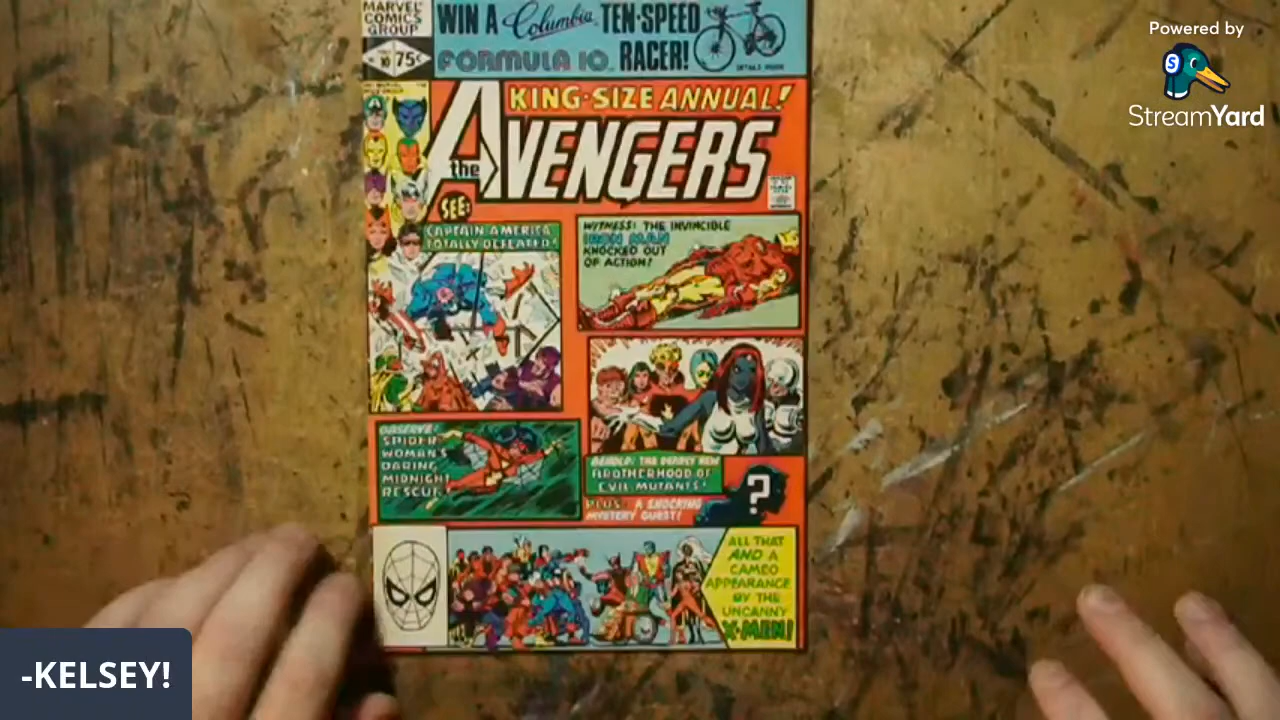 MARVEL
COMICS
GROUP
10 75¢
WIN A Columbia TEN-SPEED
FORMULA 10 RACER!
DETAILS INSIDE
KING-SIZE ANNUAL!
the AVENGERS
SEE:
CAPTAIN AMERICA
TOTALLY DEFEATED!
WITNESS: THE INVINCIBLE
IRON MAN
KNOCKED OUT
OF ACTION!
OBSERVE:
SPIDER-
WOMAN'S
DARING
MIDNIGHT
RESCUE!
BEHOLD: THE DEADLY NEW
BROTHERHOOD OF
EVIL MUTANTS!
PLUS: A SHOCKING
MYSTERY GUEST!
?
ALL THAT
AND A
CAMEO
APPEARANCE
BY THE
UNCANNY
X-MEN!
Powered by
S
StreamYard
-KELSEY!